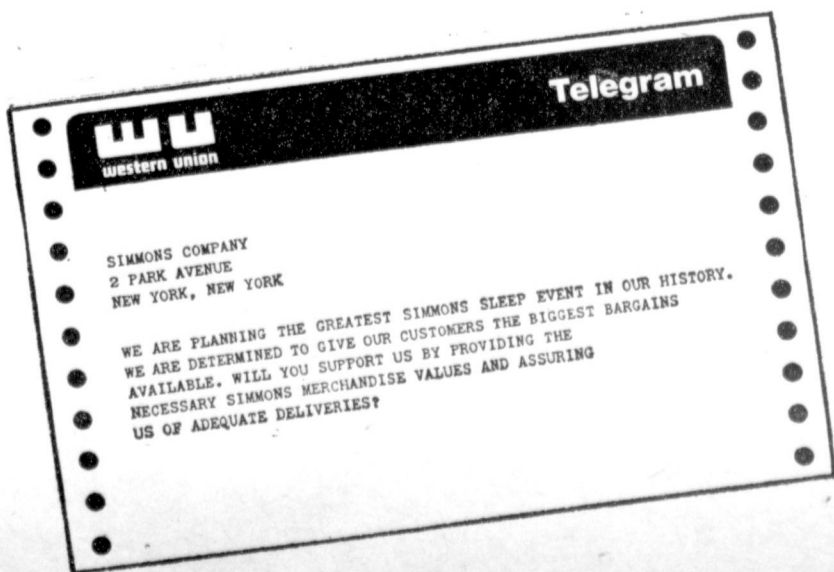 WU
western union
Telegram
SIMMONS COMPANY
2 PARK AVENUE
NEW YORK, NEW YORK
WE ARE PLANNING THE GREATEST SIMMONS SLEEP EVENT IN OUR HISTORY.
WE ARE DETERMINED TO GIVE OUR CUSTOMERS THE BIGGEST BARGAINS
AVAILABLE. WILL YOU SUPPORT US BY PROVIDING THE
NECESSARY SIMMONS MERCHANDISE VALUES AND ASSURING
US OF ADEQUATE DELIVERIES?